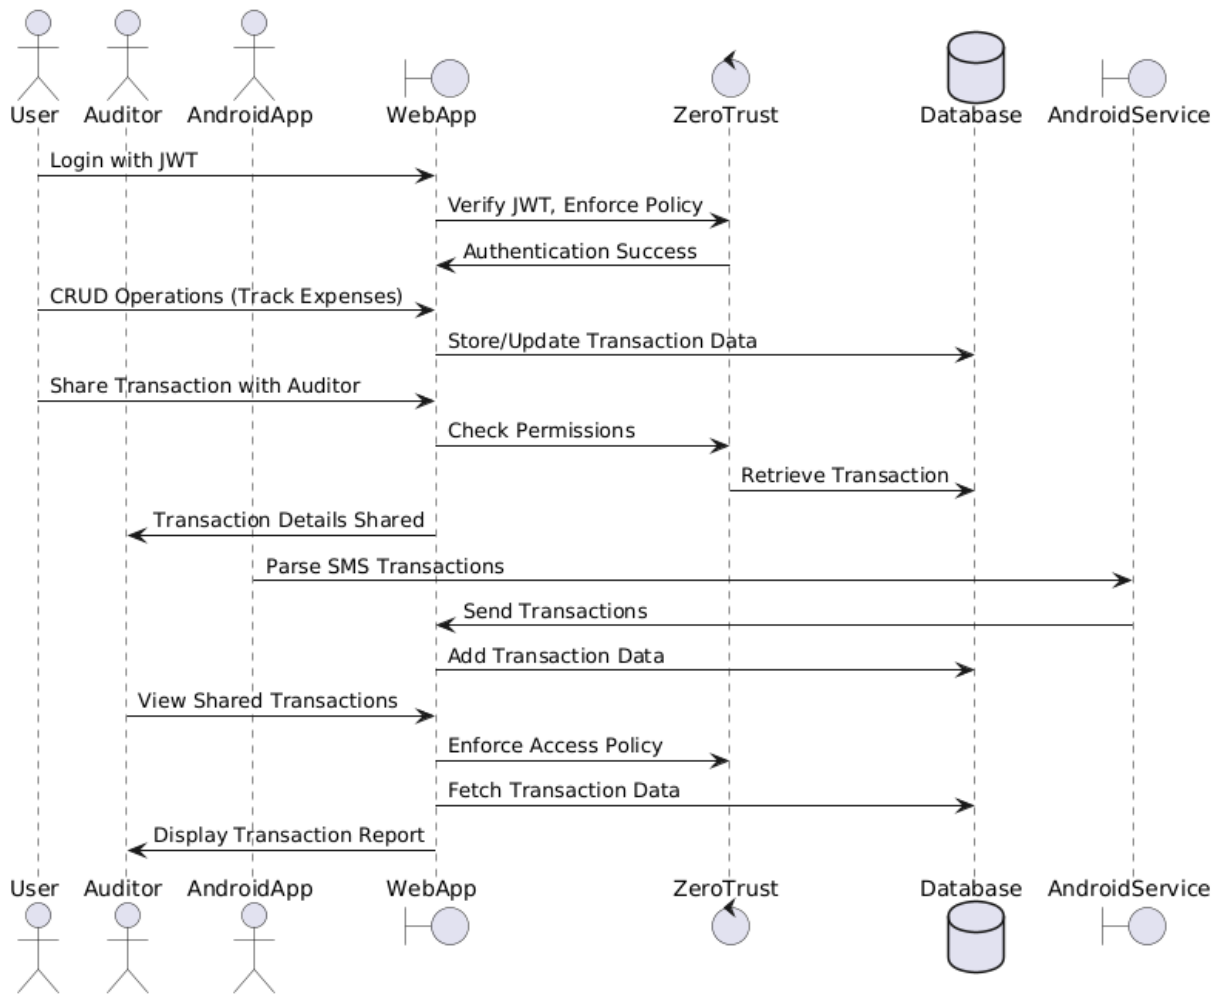 User Auditor AndroidApp WebApp ZeroTrust Database AndroidService
Login with JWT
Verify JWT, Enforce Policy
Authentication Success
CRUD Operations (Track Expenses)
Store/Update Transaction Data
Share Transaction with Auditor
Check Permissions
Retrieve Transaction
Transaction Details Shared
Parse SMS Transactions
Send Transactions
Add Transaction Data
View Shared Transactions
Enforce Access Policy
Fetch Transaction Data
Display Transaction Report
User Auditor AndroidApp WebApp ZeroTrust Database AndroidService